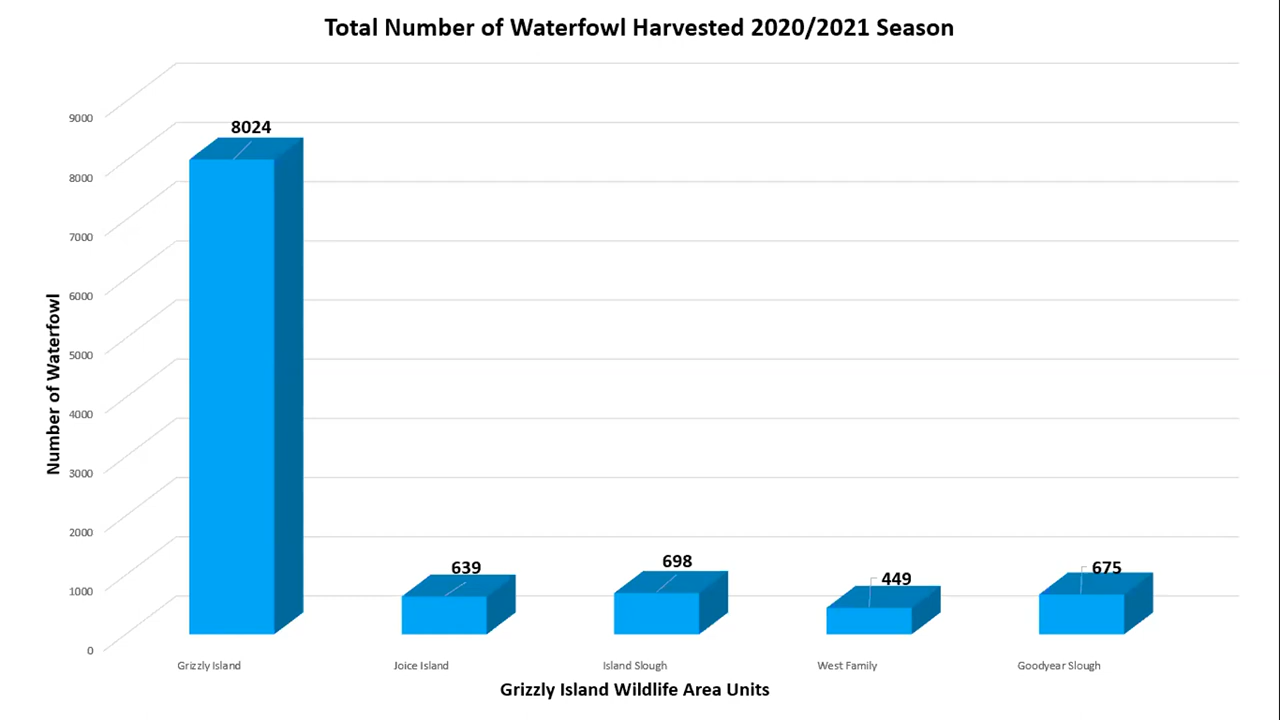 Total Number of Waterfowl Harvested 2020/2021 Season
Number of Waterfowl
9000
8000
7000
6000
5000
4000
3000
2000
1000
0
8024
639
698
449
675
Grizzly Island
Joice Island
Island Slough
West Family
Goodyear Slough
Grizzly Island Wildlife Area Units